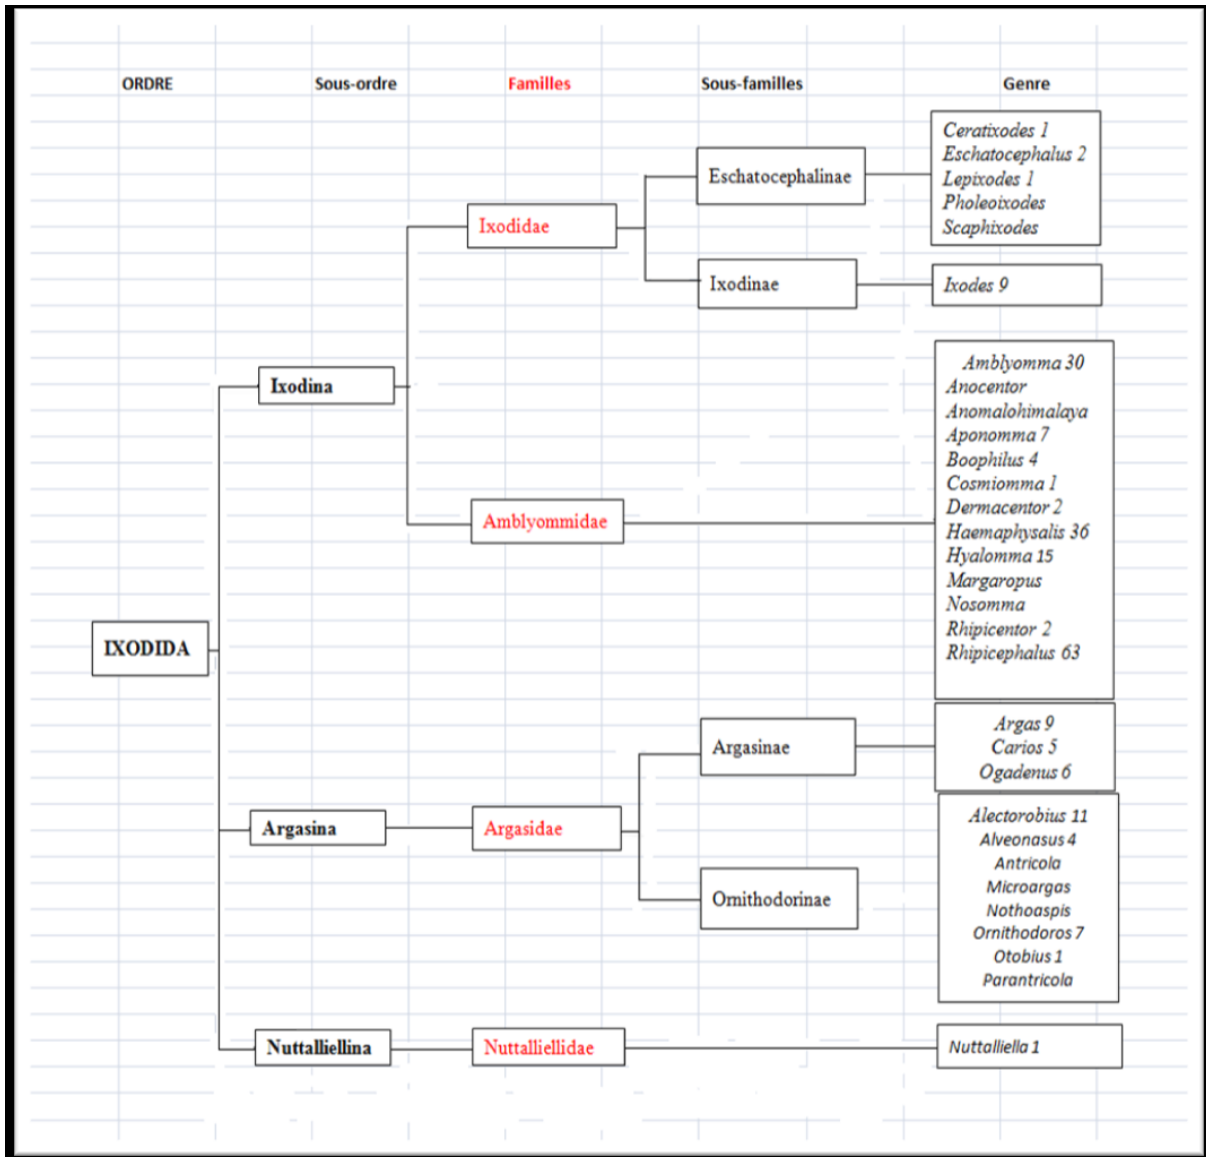 ORDRE Sous-ordre Familles Sous-familles Genre
Ceratixodes 1
Eschatocephalus 2
Lepixodes 1
Pholeoixodes
Scaphixodes
Eschatocephalinae
Ixodidae
Ixodinae
Ixodes 9
Ixodina
Amblyomma 30
Anocentor
Anomalohimalaya
Aponomma 7
Boophilus 4
Cosmiomma 1
Dermacentor 2
Haemaphysalis 36
Hyalomma 15
Margaropus
Nosomma
Rhipicentor 2
Rhipicephalus 63
Amblyommidae
IXODIDA
Argasinae
Argas 9
Carios 5
Ogadenus 6
Argasina
Argasidae
Ornithodorinae
Alectorobius 11
Alveonasus 4
Antricola
Microargas
Nothoaspis
Ornithodoros 7
Otobius 1
Parantricola
Nuttalliellina
Nuttalliellidae
Nuttalliella 1